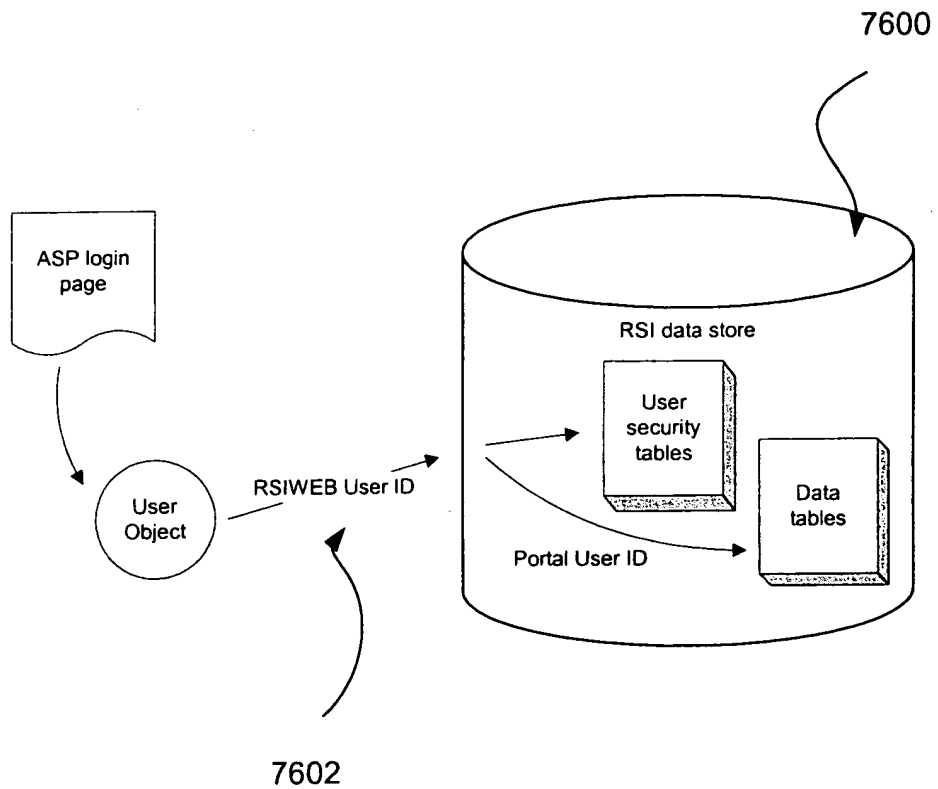 7600
ASP login
page
RSI data store
User
security
tables
RSIWEB User ID
User
Object
Data
tables
Portal User ID
7602